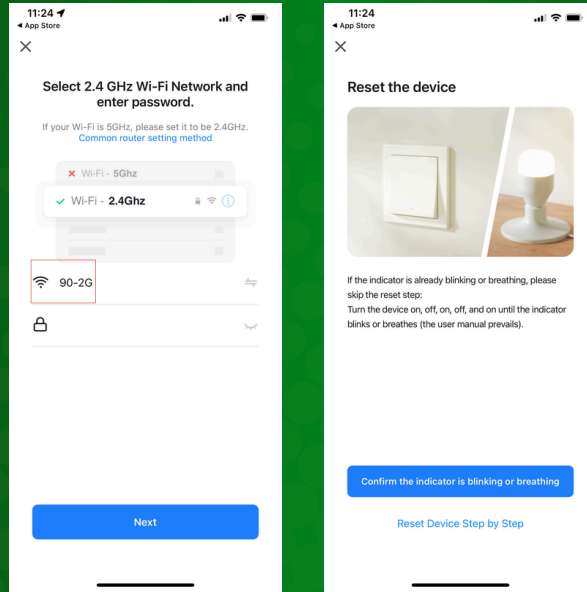 11:24
App Store
Select 2.4 GHz Wi-Fi Network and
enter password.
If your Wi-Fi is 5GHz, please set it to be 2.4GHz.
Common router setting method
Wi-Fi - 5Ghz
Wi-Fi - 2.4Ghz
90-2G
Next
11:24
App Store
Reset the device
If the indicator is already blinking or breathing, please
skip the reset step:
Turn the device on, off, on, off, and on until the indicator
blinks or breathes (the user manual prevails).
Confirm the indicator is blinking or breathing
Reset Device Step by Step